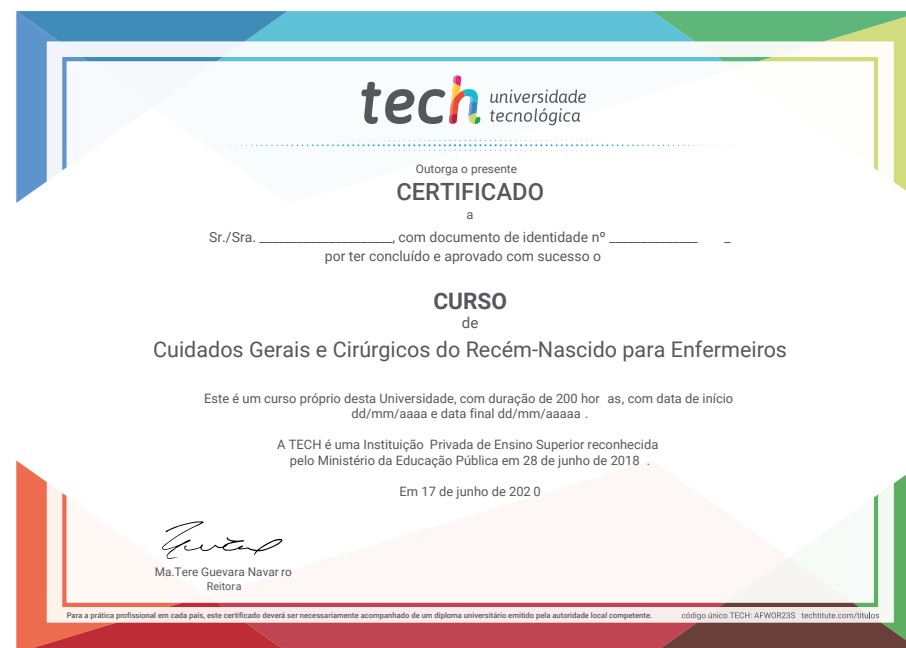 tech universidade
tecnológica
Outorga o presente
CERTIFICADO
a
Sr./Sra. ______________________, com documento de identidade nº ______________ _
por ter concluído e aprovado com sucesso o
CURSO
de
Cuidados Gerais e Cirúrgicos do Recém-Nascido para Enfermeiros
Este é um curso próprio desta Universidade, com duração de 200 hor as, com data de início
dd/mm/aaaa e data final dd/mm/aaaaa .
A TECH é uma Instituição Privada de Ensino Superior reconhecida
pelo Ministério da Educação Pública em 28 de junho de 2018 .
Em 17 de junho de 202 0
Ma.Tere Guevara Navar ro
Reitora
Para a prática profissional em cada país, este certificado deverá ser necessariamente acompanhado de um diploma universitário emitido pela autoridade local competente. código único TECH: AFWOR23S techtitute.com/titulos